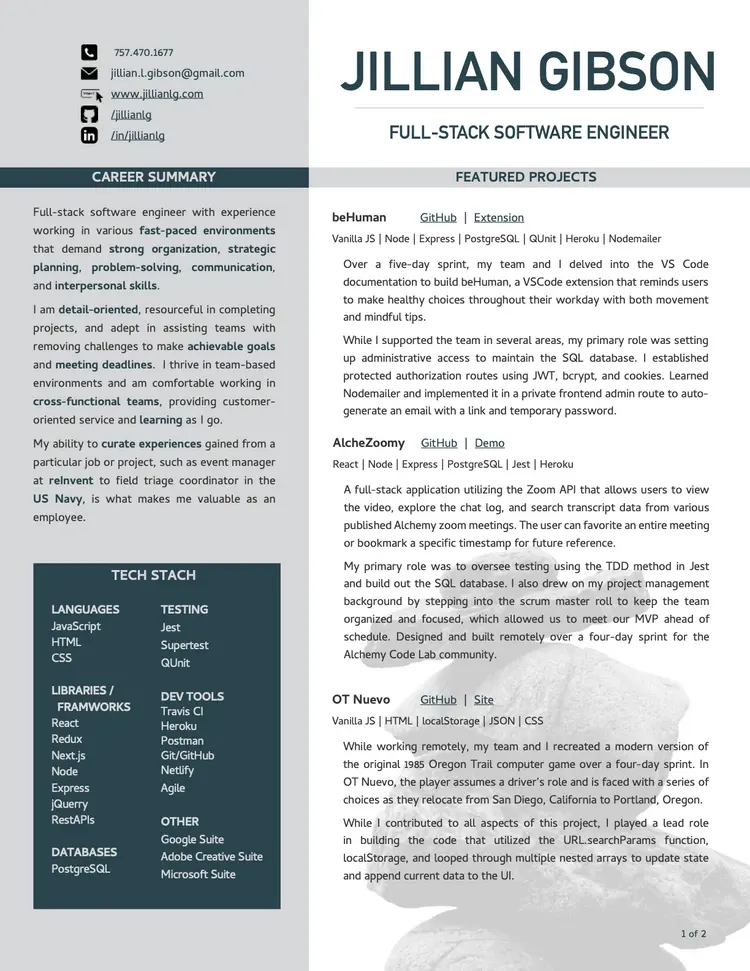 757.470.1677
jillian.l.gibson@gmail.com
www.jillianlg.com
/jillianlg
/in/jillianlg
JILLIAN GIBSON
FULL-STACK SOFTWARE ENGINEER
CAREER SUMMARY
Full-stack software engineer with experience
working in various fast-paced environments
that demand strong organization, strategic
planning, problem-solving, communication,
and interpersonal skills.
I am detail-oriented, resourceful in completing
projects, and adept in assisting teams with
removing challenges to make achievable goals
and meeting deadlines. I thrive in team-based
environments and am comfortable working in
cross-functional teams, providing customer-
oriented service and learning as I go.
My ability to curate experiences gained from a
particular job or project, such as event manager
at reInvent to field triage coordinator in the
US Navy, is what makes me valuable as an
employee.
TECH STACH
LANGUAGES
JavaScript
HTML
CSS
LIBRARIES /
FRAMWORKS
React
Redux
Next.js
Node
Express
jQuerry
RestAPIs
DATABASES
PostgreSQL
TESTING
Jest
Supertest
QUnit
DEV TOOLS
Travis CI
Heroku
Postman
Git/GitHub
Netlify
Agile
OTHER
Google Suite
Adobe Creative Suite
Microsoft Suite
FEATURED PROJECTS
beHuman GitHub | Extension
Vanilla JS | Node | Express | PostgreSQL | QUnit | Heroku | Nodemailer
Over a five-day sprint, my team and I delved into the VS Code
documentation to build beHuman, a VSCode extension that reminds users
to make healthy choices throughout their workday with both movement
and mindful tips.
While I supported the team in several areas, my primary role was setting
up administrative access to maintain the SQL database. I established
protected authorization routes using JWT, bcrypt, and cookies. Learned
Nodemailer and implemented it in a private frontend admin route to auto-
generate an email with a link and temporary password.
AlcheZoomy GitHub | Demo
React | Node | Express | PostgreSQL | Jest | Heroku
A full-stack application utilizing the Zoom API that allows users to view
the video, explore the chat log, and search transcript data from various
published Alchemy zoom meetings. The user can favorite an entire meeting
or bookmark a specific timestamp for future reference.
My primary role was to oversee testing using the TDD method in Jest
and build out the SQL database. I also drew on my project management
background by stepping into the scrum master roll to keep the team
organized and focused, which allowed us to meet our MVP ahead of
schedule. Designed and built remotely over a four-day sprint for the
Alchemy Code Lab community.
OT Nuevo GitHub | Site
Vanilla JS | HTML | localStorage | JSON | CSS
While working remotely, my team and I recreated a modern version of
the original 1985 Oregon Trail computer game over a four-day sprint. In
OT Nuevo, the player assumes a driver's role and is faced with a series of
choices as they relocate from San Diego, California to Portland, Oregon.
While I contributed to all aspects of this project, I played a lead role
in building the code that utilized the URL.searchParams function,
localStorage, and looped through multiple nested arrays to update state
and append current data to the UI.
1 of 2